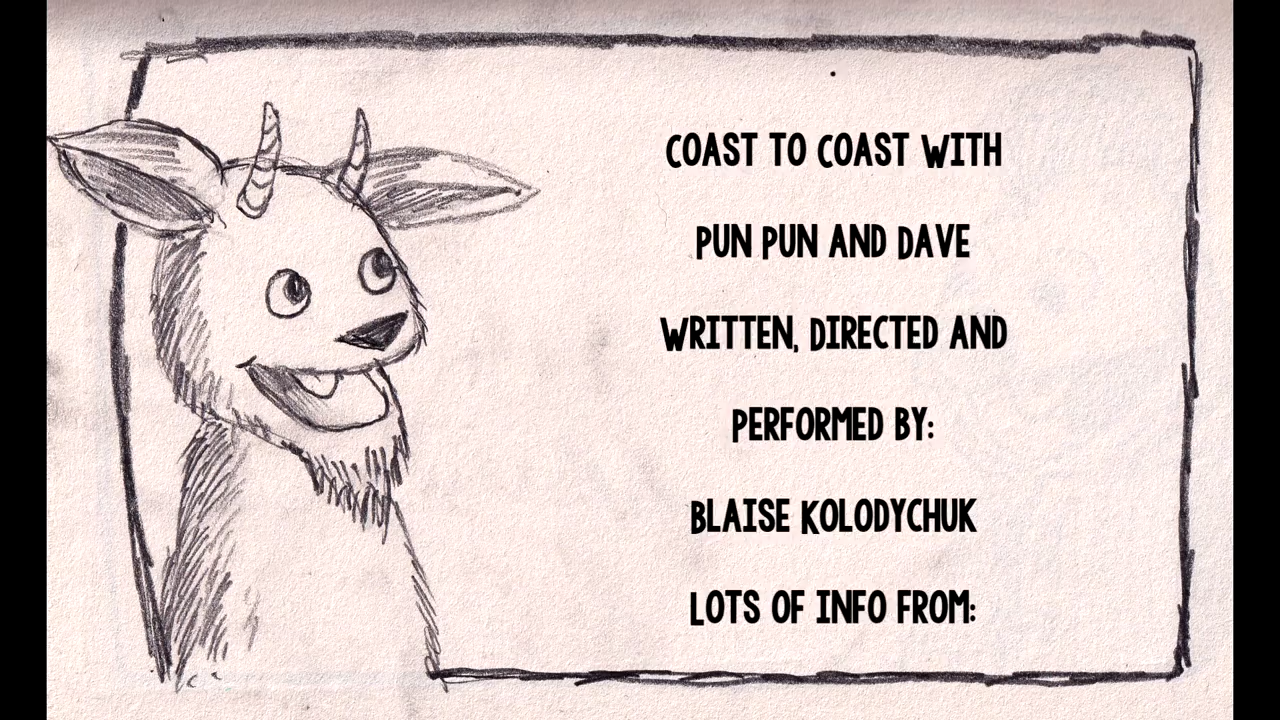 COAST TO COAST WITH
PUN PUN AND DAVE
WRITTEN, DIRECTED AND
PERFORMED BY:
BLAISE KOLODYCHUK
LOTS OF INFO FROM: